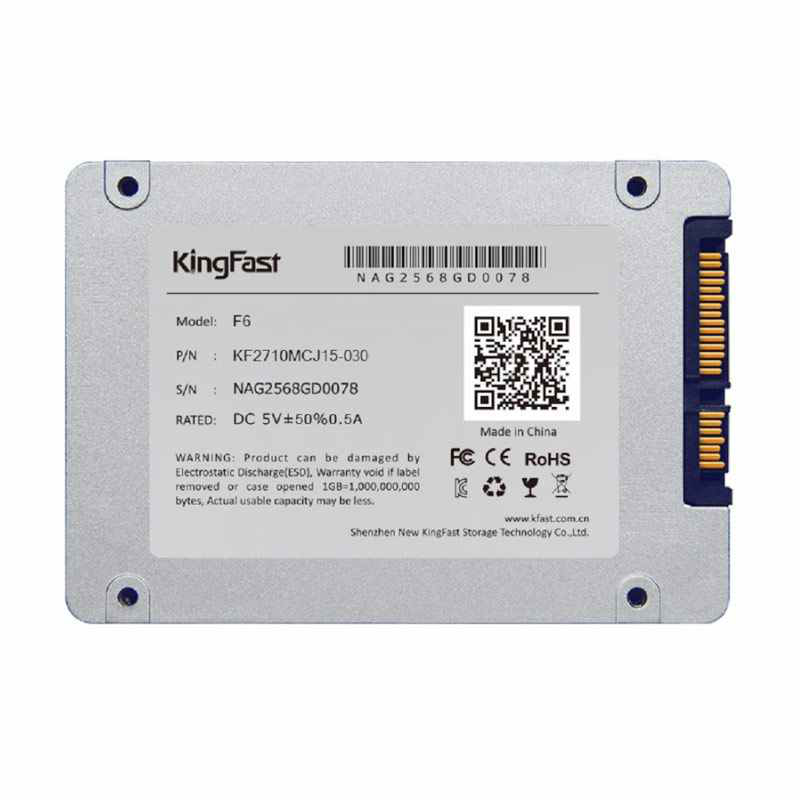 KingFast
NAG2568GD0078
Model: F6
P/N : KF2710MCJ15-030
S/N : NAG2568GD0078
RATED: DC 5V±50%0.5A
Made in China
WARNING: Product can be damaged by
Electrostatic Discharge(ESD), Warranty void if label
removed or case opened 1GB=1,000,000,000
bytes, Actual usable capacity may be less.
FC CE RoHS
www.kfast.com.cn
Shenzhen New KingFast Storage Technology Co.,Ltd.